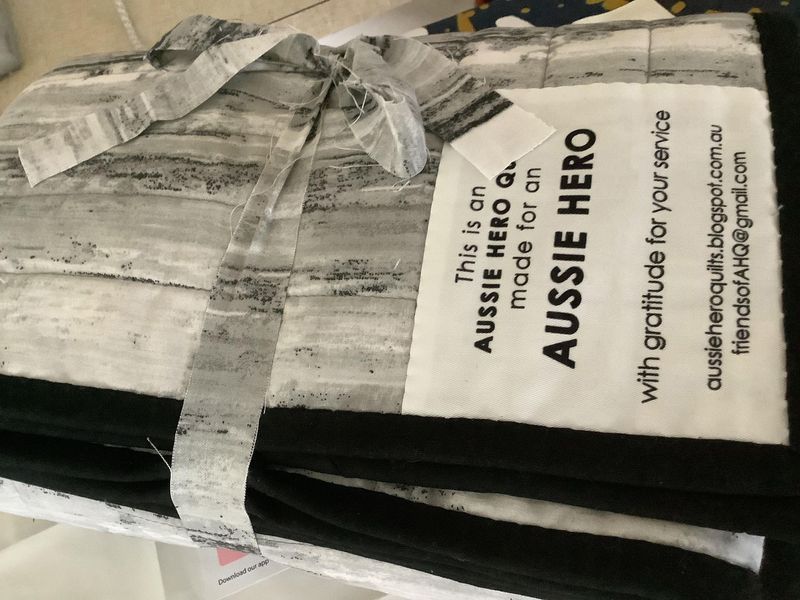 This is an
AUSSIE HERO QU
made for an
AUSSIE HERO
with gratitude for your service
aussieheroquilts.blogspot.com.au
friendsofAHQ@gmail.com
Download our app